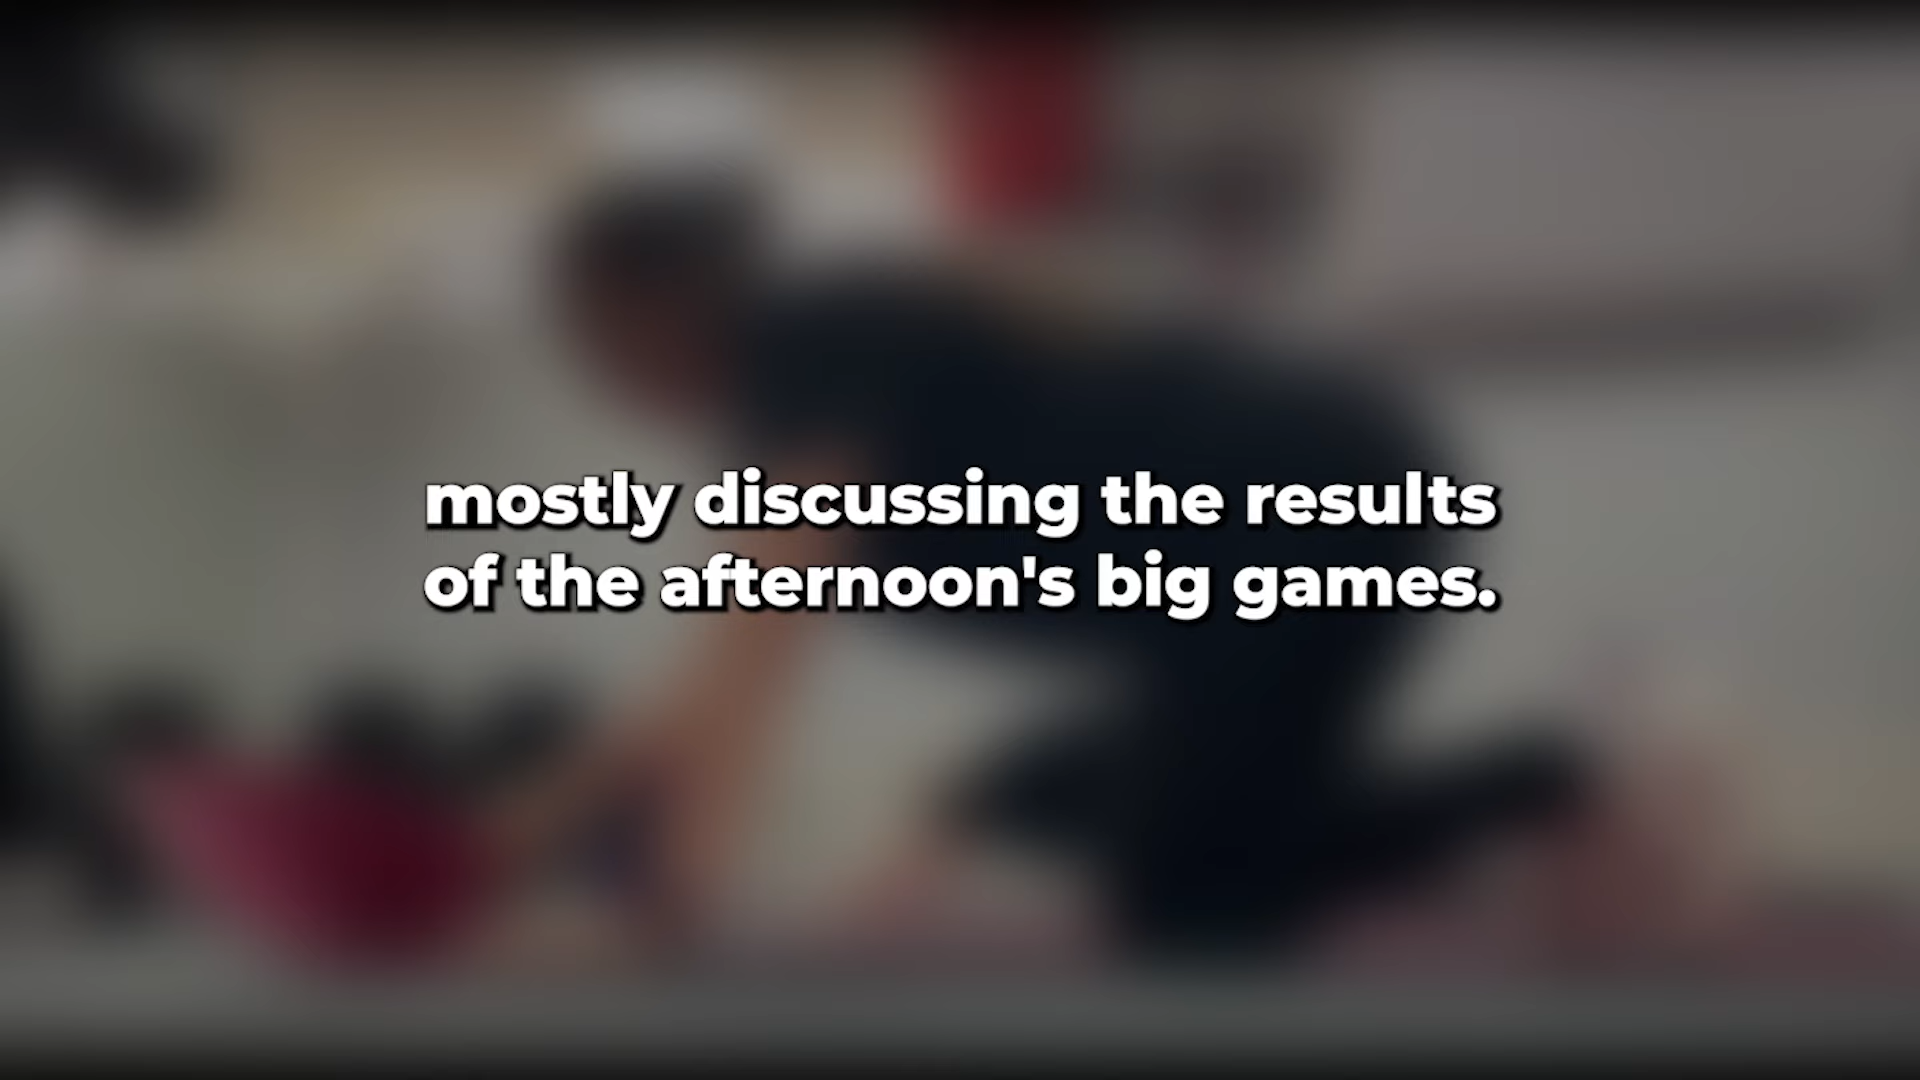 mostly discussing the results
of the afternoon's big games.